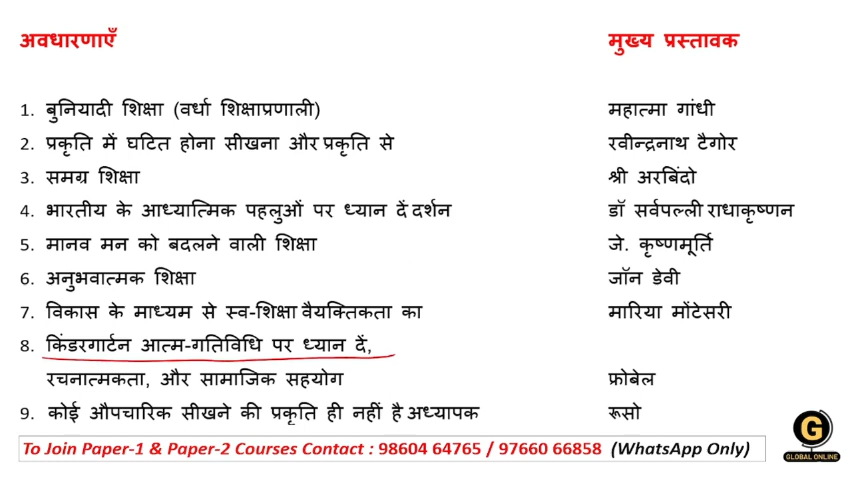 अवधारणाएँ मुख्य प्रस्तावक
1. बुनियादी शिक्षा (वर्धा शिक्षाप्रणाली) महात्मा गांधी
2. प्रकृति में घटित होना सीखना और प्रकृति से रवीन्द्रनाथ टैगोर
3. समग्र शिक्षा श्री अरबिंदो
4. भारतीय के आध्यात्मिक पहलुओं पर ध्यान दें दर्शन डॉ सर्वपल्ली राधाकृष्णन
5. मानव मन को बदलने वाली शिक्षा जे. कृष्णमूर्ति
6. अनुभवात्मक शिक्षा जॉन डेवी
7. विकास के माध्यम से स्व-शिक्षा वैयक्तिकता का मारिया मोंटेसरी
8. किंडरगार्टन आत्म-गतिविधि पर ध्यान दें,
रचनात्मकता, और सामाजिक सहयोग फ्रोबेल
9. कोई औपचारिक सीखने की प्रकृति ही नहीं है अध्यापक रूसो
To Join Paper-1 & Paper-2 Courses Contact : 98604 64765 / 97660 66858 (WhatsApp Only)
G
GLOBAL ONLINE